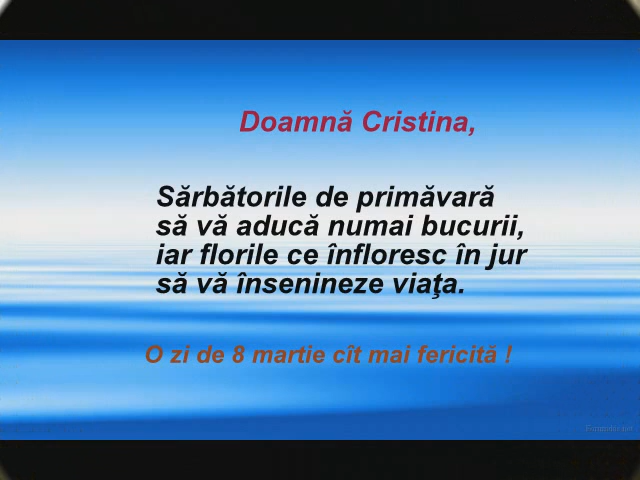 Doamnă Cristina,
Sărbătorile de primăvară
să vă aducă numai bucurii,
iar florile ce înfloresc în jur
să vă însenineze viaţa.
O zi de 8 martie cît mai fericită !